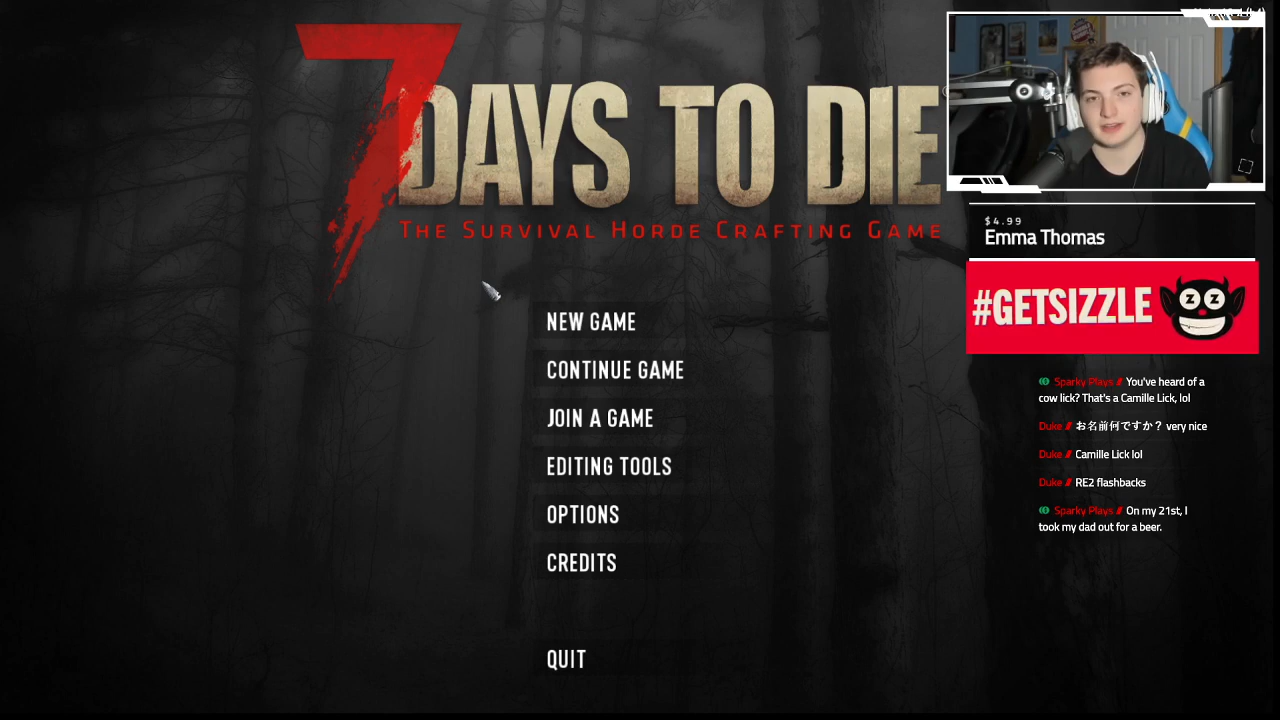 7 DAYS TO DIE
THE SURVIVAL HORDE CRAFTING GAME
NEW GAME
CONTINUE GAME
JOIN A GAME
EDITING TOOLS
OPTIONS
CREDITS
QUIT
$4.99
Emma Thomas
#GETSIZZLE
Z Z
Sparky Plays // You've heard of a
cow lick? That's a Camille Lick, lol
Duke // お名前何ですか？ very nice
Duke // Camille Lick lol
Duke // RE2 flashbacks
Sparky Plays // On my 21st, I
took my dad out for a beer.